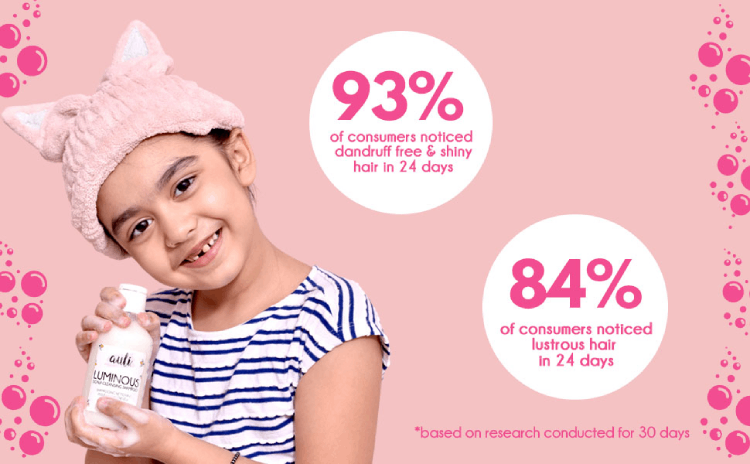 93%
of consumers noticed
dandruff free & shiny
hair in 24 days
84%
of consumers noticed
lustrous hair
in 24 days
auli
LUMINOUS
*based on research conducted for 30 days